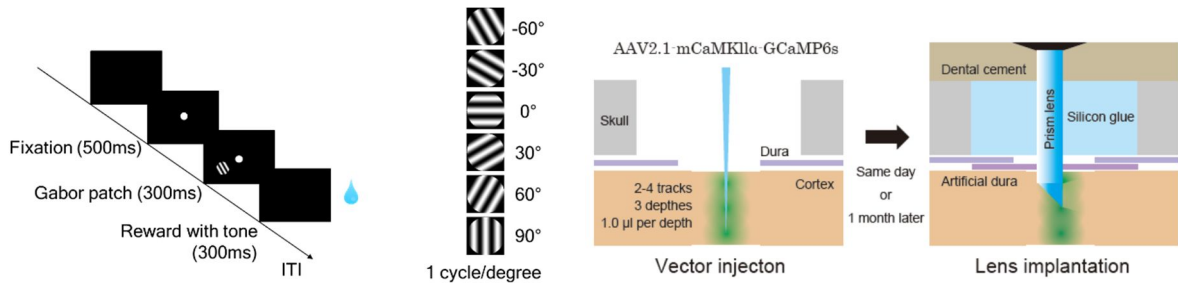 Fixation (500ms)
Gabor patch (300ms)
Reward with tone
(300ms)
ITI
-60°
-30°
0°
30°
60°
90°
1 cycle/degree
AAV2.1-mCaMKllα-GCaMP6s
Skull
Dura
Cortex
2-4 tracks
3 depthes
1.0 µl per depth
Vector injecton
Same day
or
1 month later
Dental cement
Prism lens
Silicon glue
Artificial dura
Lens implantation